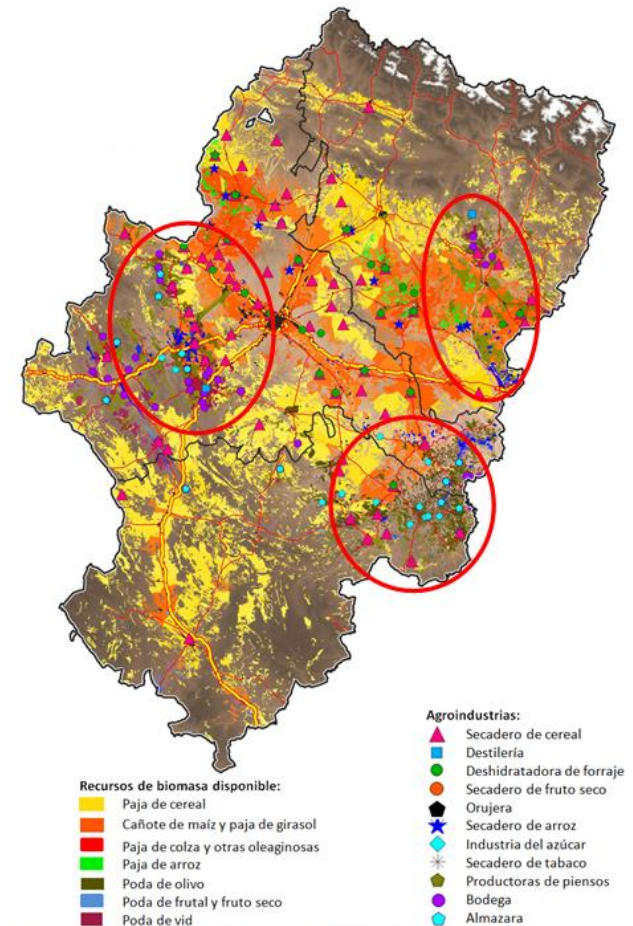 Recursos de biomasa disponible:
Paja de cereal
Cañote de maíz y paja de girasol
Paja de colza y otras oleaginosas
Paja de arroz
Poda de olivo
Poda de frutal y fruto seco
Poda de vid
Agroindustrias:
Secadero de cereal
Destilería
Deshidratadora de forraje
Secadero de fruto seco
Orujera
Secadero de arroz
Industria del azúcar
Secadero de tabaco
Productoras de piensos
Bodega
Almazara